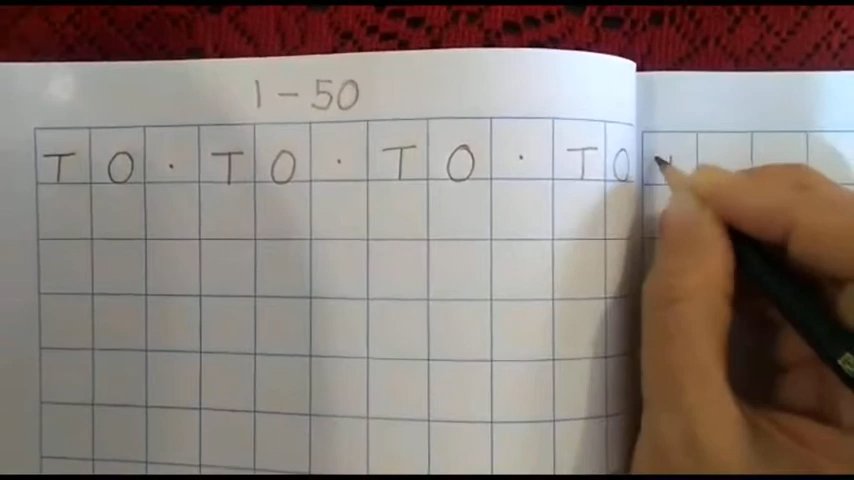 1 - 50
T O . T O . T O . T O